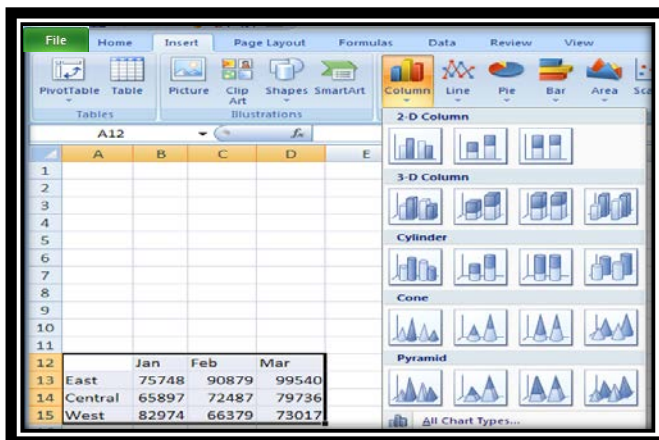 File Home Insert Page Layout Formulas Data Review View
PivotTable Table Picture Clip Art Shapes SmartArt Column Line Pie Bar Area
Tables Illustrations
A12 fx
2-D Column
A B C D E
1
3-D Column
2
3
4
Cylinder
5
6
7
8
Cone
9
10
11
12 Jan Feb Mar
Pyramid
13 East 75748 90879 99540
14 Central 65897 72487 79736
15 West 82974 66379 73017
All Chart Types...